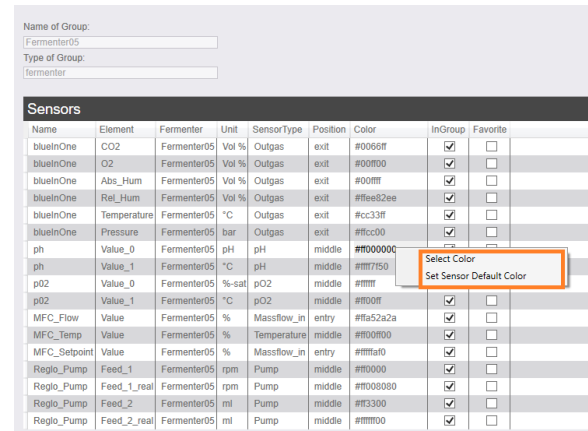 Name of Group:
Fermenter05
Type of Group:
fermenter
Sensors
Name Element Fermenter Unit SensorType Position Color InGroup Favorite
blueInOne CO2 Fermenter05 Vol % Outgas exit #0066ff
blueInOne O2 Fermenter05 Vol % Outgas exit #00ff00
blueInOne Abs_Hum Fermenter05 Vol % Outgas exit #00ffff
blueInOne Rel_Hum Fermenter05 Vol % Outgas exit #ffee82ee
blueInOne Temperature Fermenter05 °C Outgas exit #cc33ff
blueInOne Pressure Fermenter05 bar Outgas exit #ffcc00
ph Value_0 Fermenter05 pH pH middle #ff000000
Select Color
ph Value_1 Fermenter05 °C pH middle #ffff7f50
Set Sensor Default Color
p02 Value_0 Fermenter05 %-sat pO2 middle #ffffff
p02 Value_1 Fermenter05 °C pO2 middle #ff00ff
MFC_Flow Value Fermenter05 % Massflow_in entry #ffa52a2a
MFC_Temp Value Fermenter05 % Temperature middle #ff00ff00
MFC_Setpoint Value Fermenter05 % Massflow_in entry #fffffaf0
Reglo_Pump Feed_1 Fermenter05 rpm Pump middle #ff0000
Reglo_Pump Feed_1_real Fermenter05 rpm Pump middle #ff008080
Reglo_Pump Feed_2 Fermenter05 ml Pump middle #ff3300
Reglo_Pump Feed_2_real Fermenter05 ml Pump middle #ffffff00